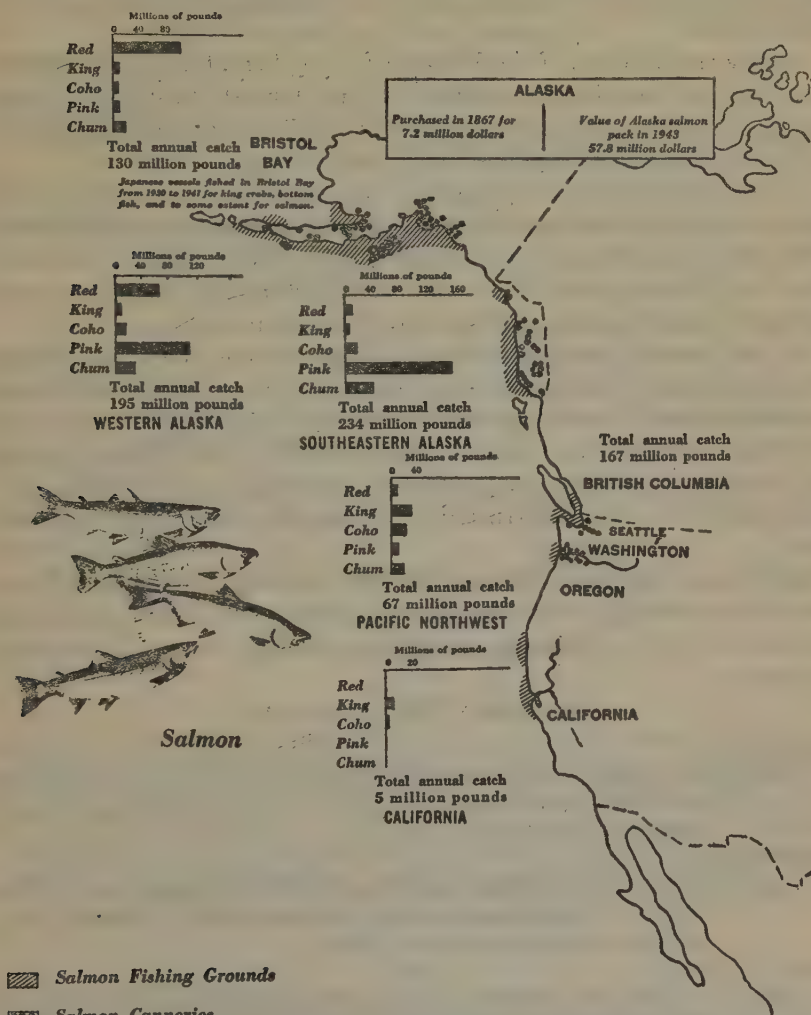 Millions of pounds
0 40 80
Red
King
Coho
Pink
Chum
Total annual catch
130 million pounds
BRISTOL
BAY
Japanese vessels fished in Bristol Bay
from 1930 to 1941 for king crabs, bottom
fish, and to some extent for salmon.
ALASKA
Purchased in 1867 for
7.2 million dollars
Value of Alaska salmon
pack in 1943
57.8 million dollars
Millions of pounds
0 40 80 120
Red
King
Coho
Pink
Chum
Total annual catch
195 million pounds
WESTERN ALASKA
Millions of pounds
0 40 80 120 160
Red
King
Coho
Pink
Chum
Total annual catch
234 million pounds
SOUTHEASTERN ALASKA
Total annual catch
167 million pounds
BRITISH COLUMBIA
SEATTLE
WASHINGTON
OREGON
Millions of pounds
0 40
Red
King
Coho
Pink
Chum
Total annual catch
67 million pounds
PACIFIC NORTHWEST
Millions of pounds
0 20
Red
King
Coho
Pink
Chum
Total annual catch
5 million pounds
CALIFORNIA
CALIFORNIA
Salmon
Salmon Fishing Grounds
Salmon Canneries